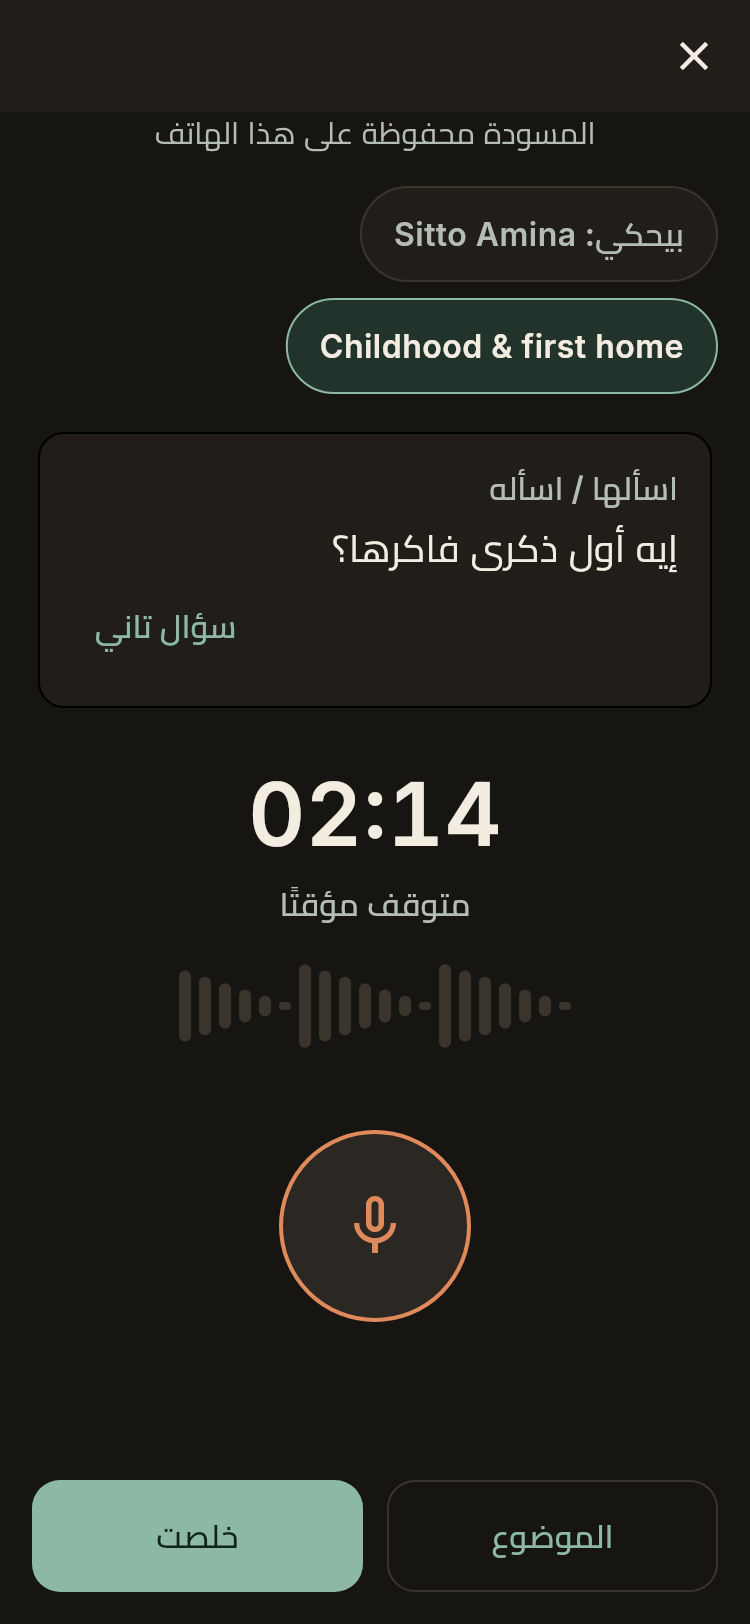 المسودة محفوظة على هذا الهاتف
بيحكي: Sitto Amina
Childhood & first home
اسألها / اسأله
إيه أول ذكرى فاكرها؟
سؤال تاني
02:14
متوقف مؤقتًا
الموضوع
خلصت